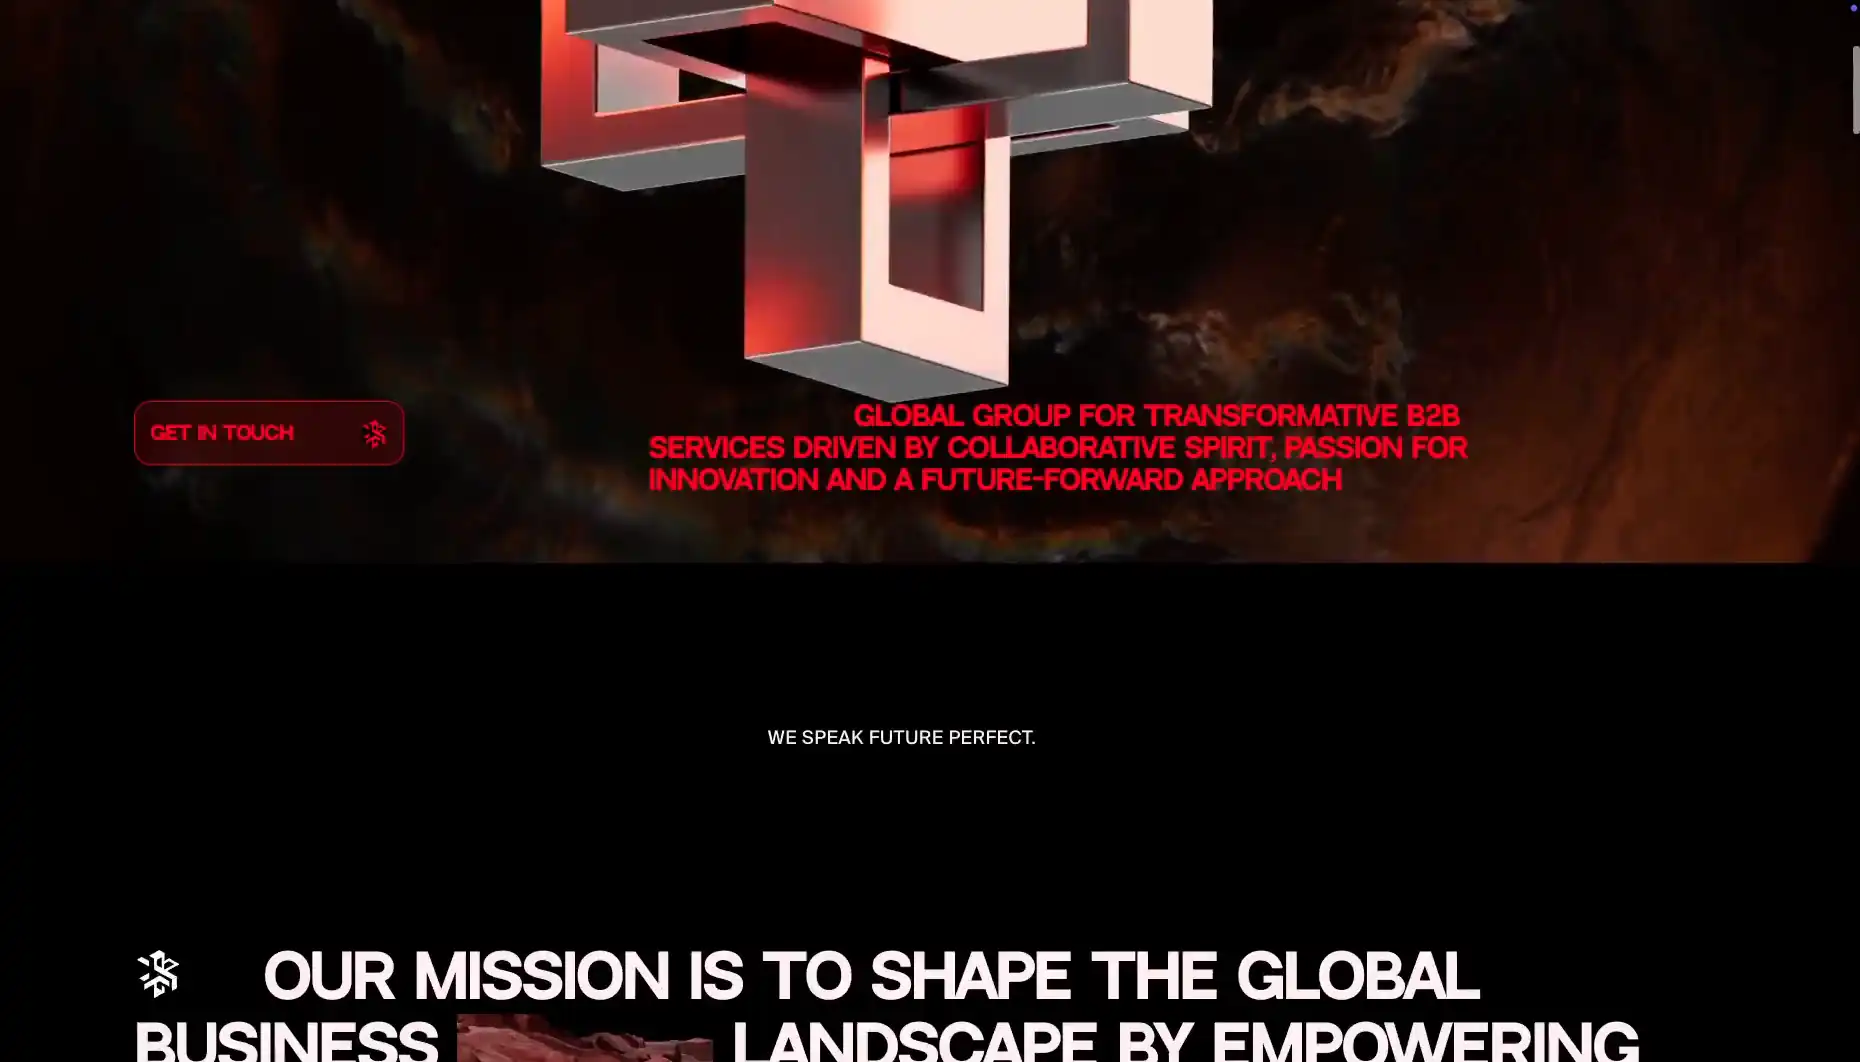 GET IN TOUCH
GLOBAL GROUP FOR TRANSFORMATIVE B2B
SERVICES DRIVEN BY COLLABORATIVE SPIRIT, PASSION FOR
INNOVATION AND A FUTURE-FORWARD APPROACH
WE SPEAK FUTURE PERFECT.
OUR MISSION IS TO SHAPE THE GLOBAL
BUSINESS LANDSCAPE BY EMPOWERING